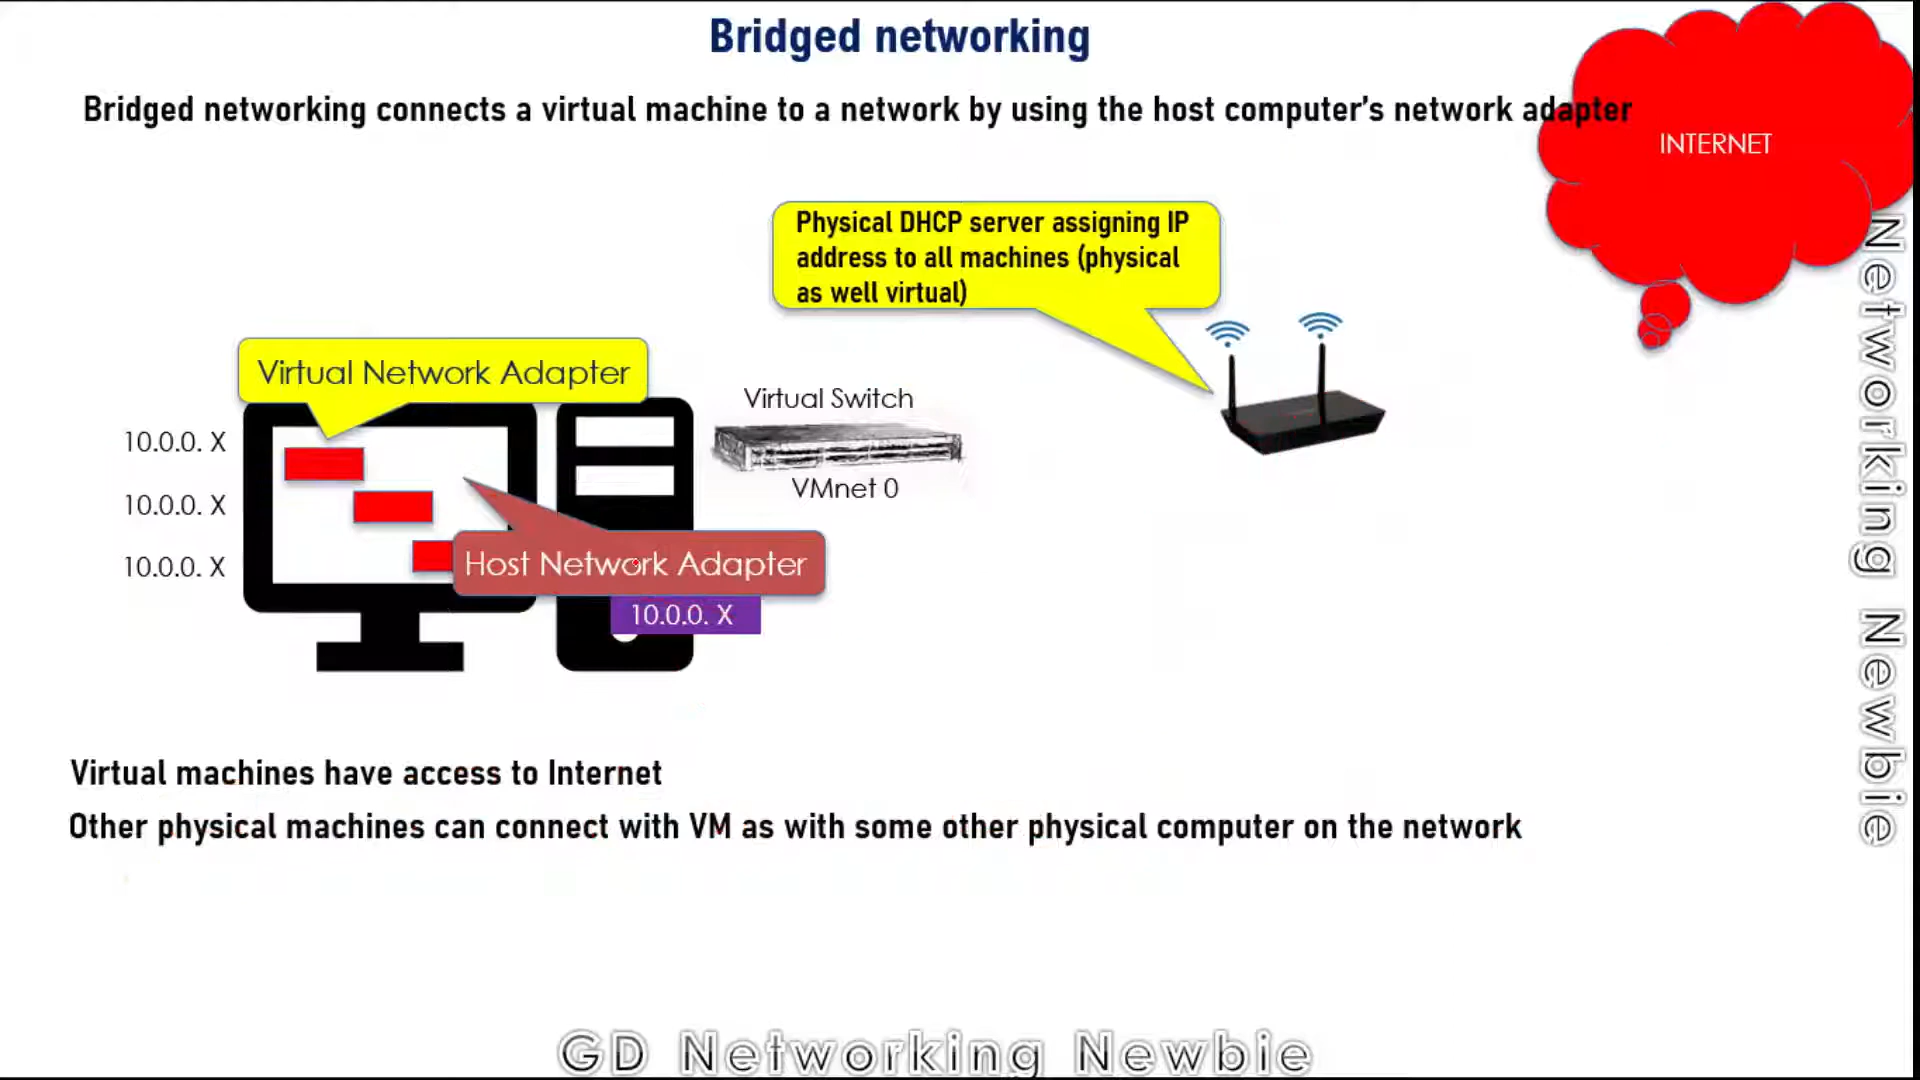 Bridged networking
Bridged networking connects a virtual machine to a network by using the host computer's network adapter
INTERNET
Physical DHCP server assigning IP
address to all machines (physical
as well virtual)
Virtual Network Adapter
Virtual Switch
VMnet 0
10.0.0. X
10.0.0. X
10.0.0. X
Host Network Adapter
10.0.0. X
Virtual machines have access to Internet
Other physical machines can connect with VM as with some other physical computer on the network
Networking Newbie
GD Networking Newbie